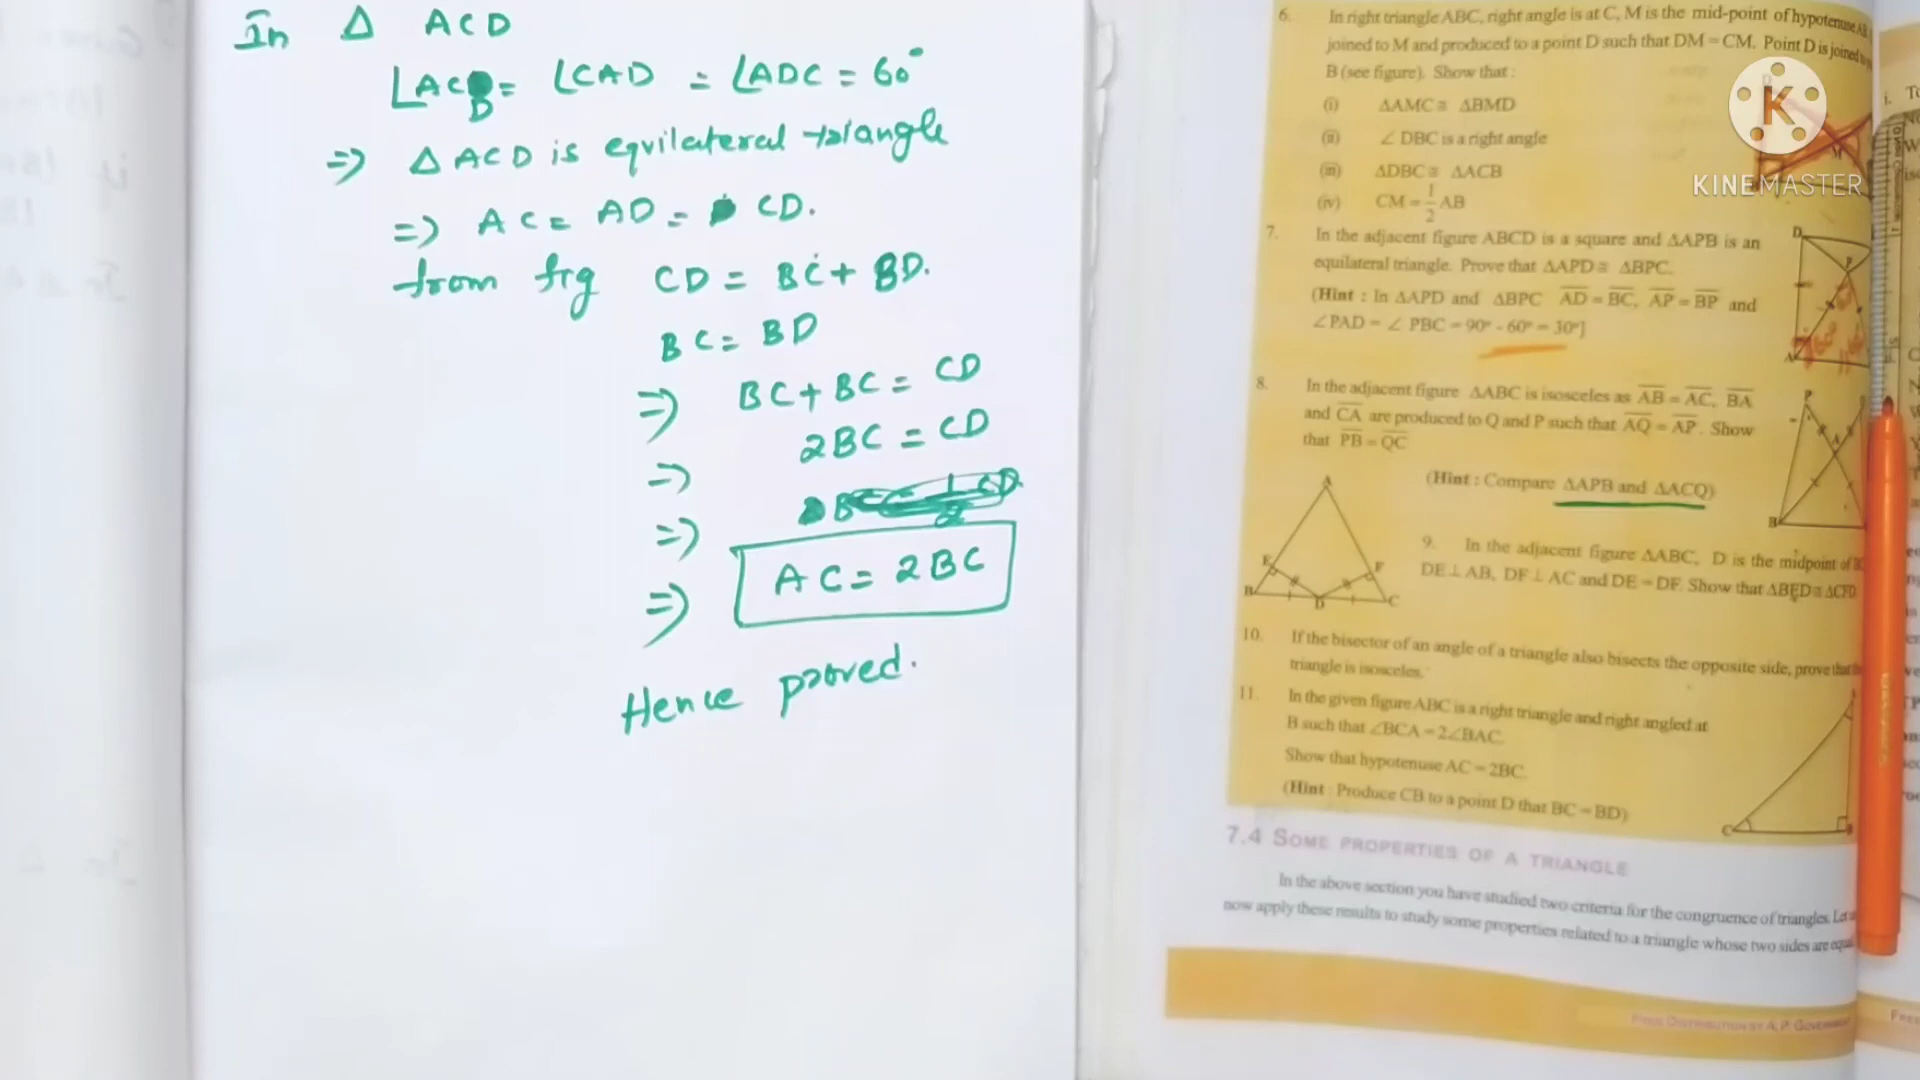 In Δ ACD
∠ACD = ∠CAD = ∠ADC = 60°
⇒ Δ ACD is equilateral triangle
⇒ AC = AD = CD.
from frg CD = BC + BD.
BC = BD
⇒ BC + BC = CD
⇒ 2BC = CD
⇒
⇒ AC = 2BC
Hence proved.
6. In right triangle ABC, right angle is at C, M is the mid-point of hypotenuse
joined to M and produced to a point D such that DM = CM. Point D is joined
B (see figure). Show that :
(i) ΔAMC ≅ ΔBMD
(ii) ∠ DBC is a right angle
(iii) ΔDBC ≅ ΔACB
(iv) CM = 1/2 AB
7. In the adjacent figure ABCD is a square and ΔAPB is an
equilateral triangle. Prove that ΔAPD ≅ ΔBPC.
(Hint : In ΔAPD and ΔBPC AD = BC, AP = BP and
∠PAD = ∠ PBC = 90° - 60° = 30°]
8. In the adjacent figure ΔABC is isosceles as AB = AC, BA
and CA are produced to Q and P such that AQ = AP. Show
that PB = QC
(Hint : Compare ΔAPB and ΔACQ)
9. In the adjacent figure ΔABC, D is the midpoint of
DE ⊥ AB, DF ⊥ AC and DE = DF. Show that ΔBED ≅ ΔCFD
10. If the bisector of an angle of a triangle also bisects the opposite side, prove that
triangle is isosceles.
11. In the given figure ABC is a right triangle and right angled at
B such that ∠BCA = 2∠BAC.
Show that hypotenuse AC = 2BC.
(Hint : Produce CB to a point D that BC = BD)
7.4 SOME PROPERTIES OF A TRIANGLE
In the above section you have studied two criteria for the congruence of triangles. Let
now apply these results to study some properties related to a triangle whose two sides are equal
FREE DISTRIBUTION BY A.P. GOVERNMENT
K
KINEMASTER
D
M
D
P
A
P
A
B
A
E
F
B
D
C
C